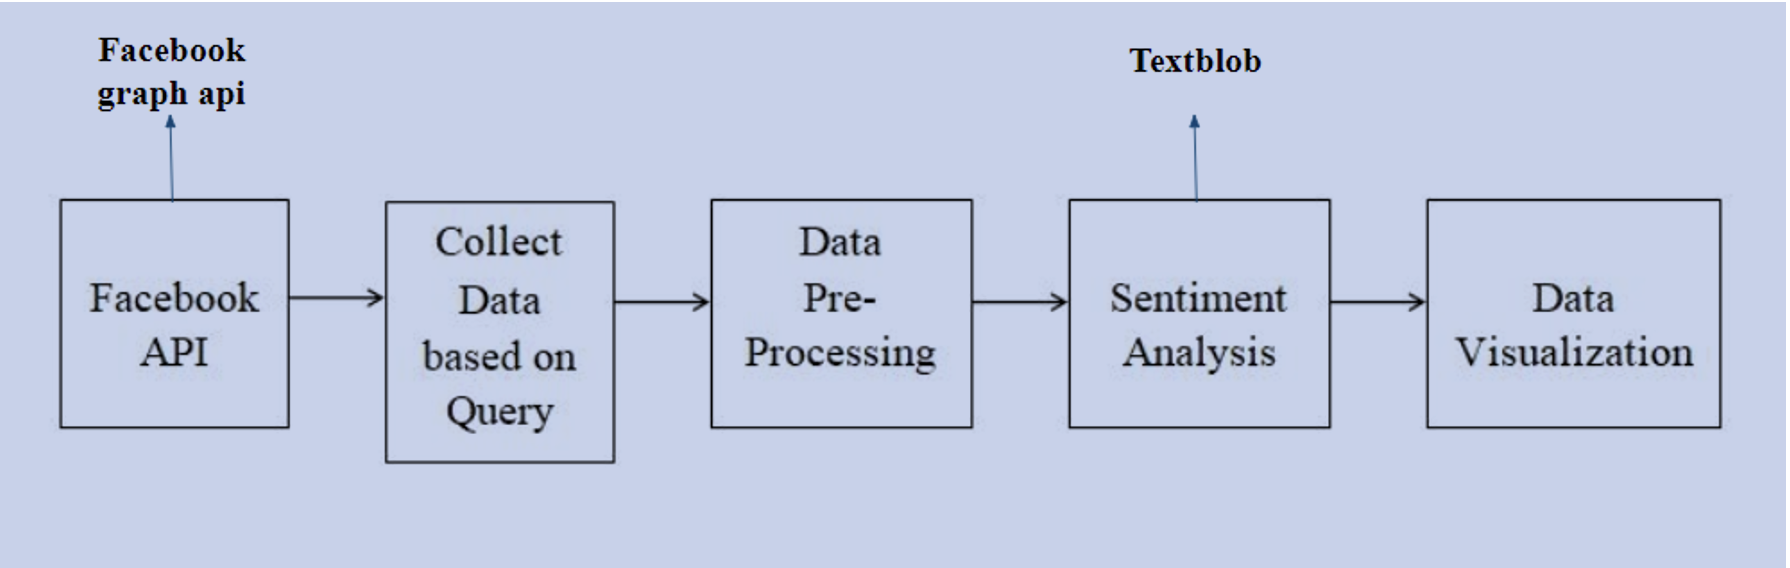 Facebook
graph api
Textblob
Facebook
API
Collect
Data
based on
Query
Data
Pre-
Processing
Sentiment
Analysis
Data
Visualization